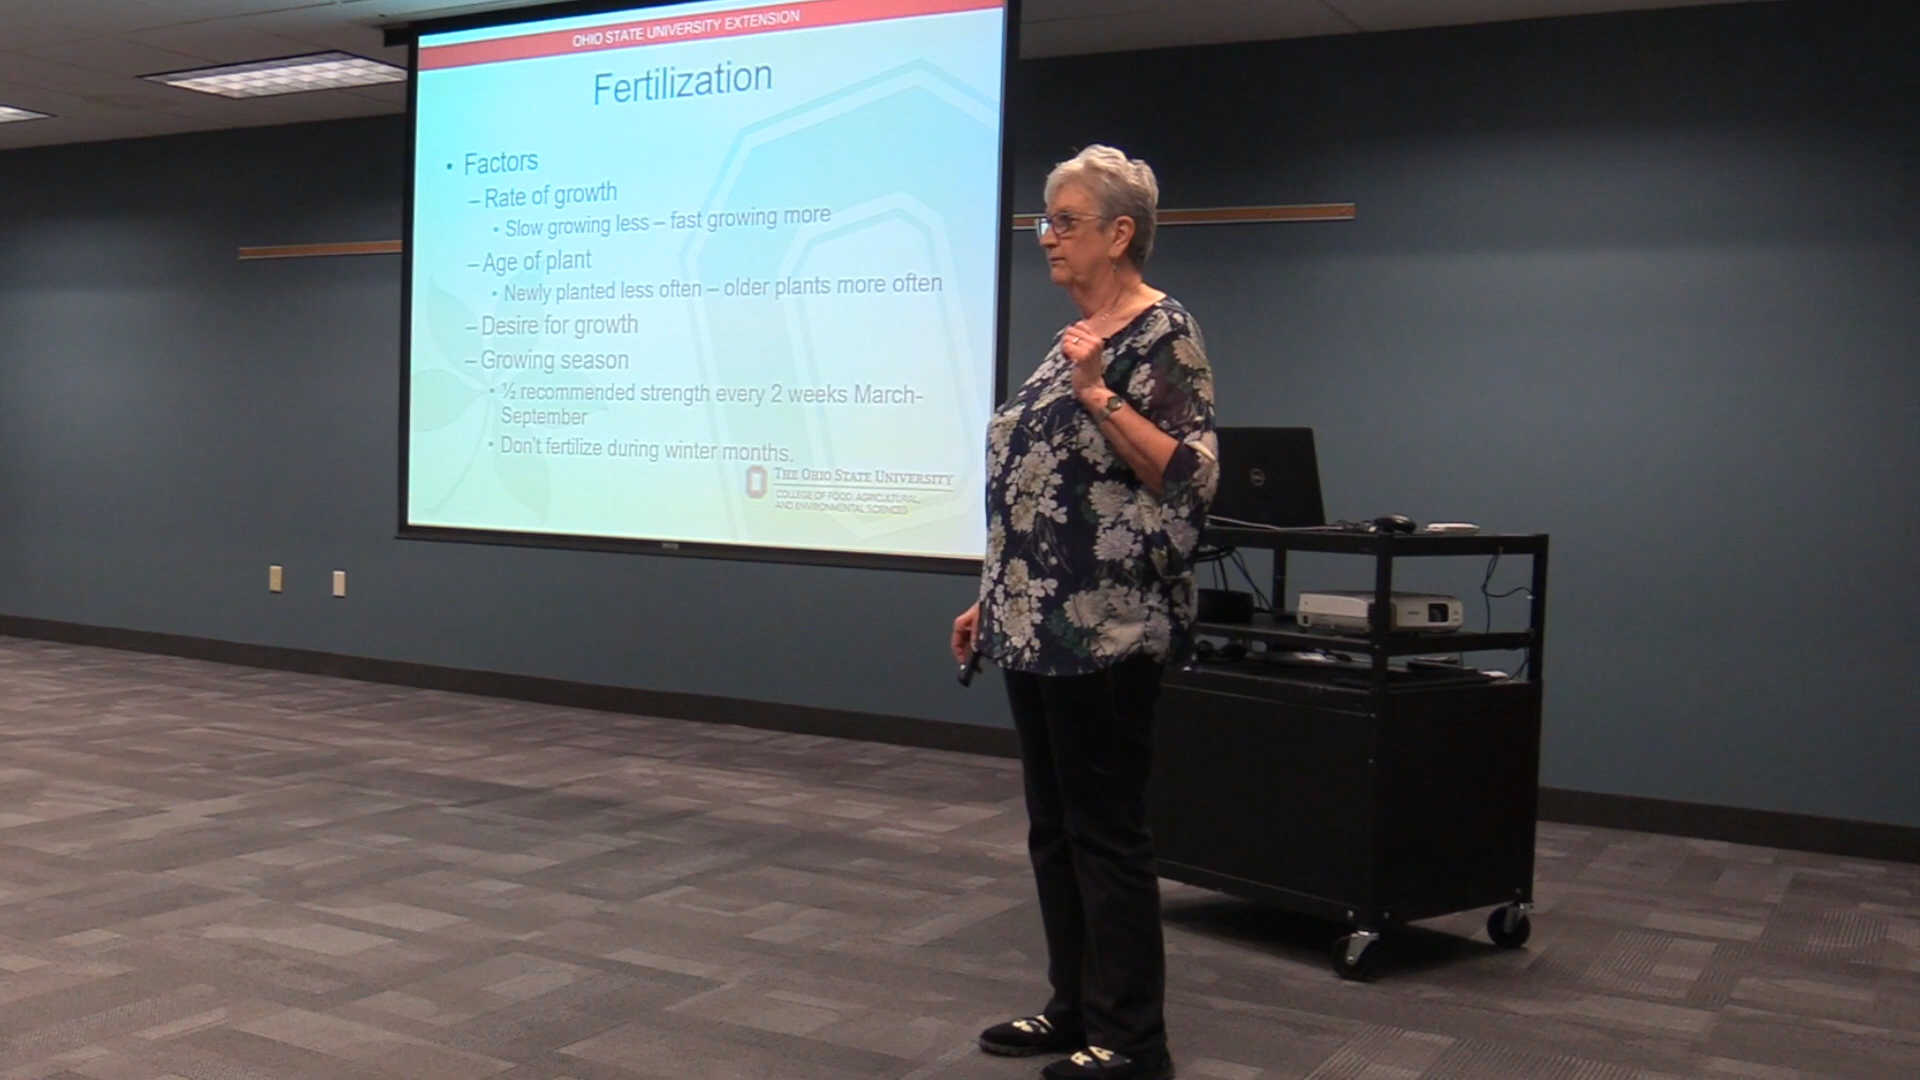 OHIO STATE UNIVERSITY EXTENSION
Fertilization
• Factors
– Rate of growth
• Slow growing less – fast growing more
– Age of plant
• Newly planted less often – older plants more often
– Desire for growth
– Growing season
• ½ recommended strength every 2 weeks March-
September
• Don't fertilize during winter months.
THE OHIO STATE UNIVERSITY
COLLEGE OF FOOD, AGRICULTURAL,
AND ENVIRONMENTAL SCIENCES
DELL